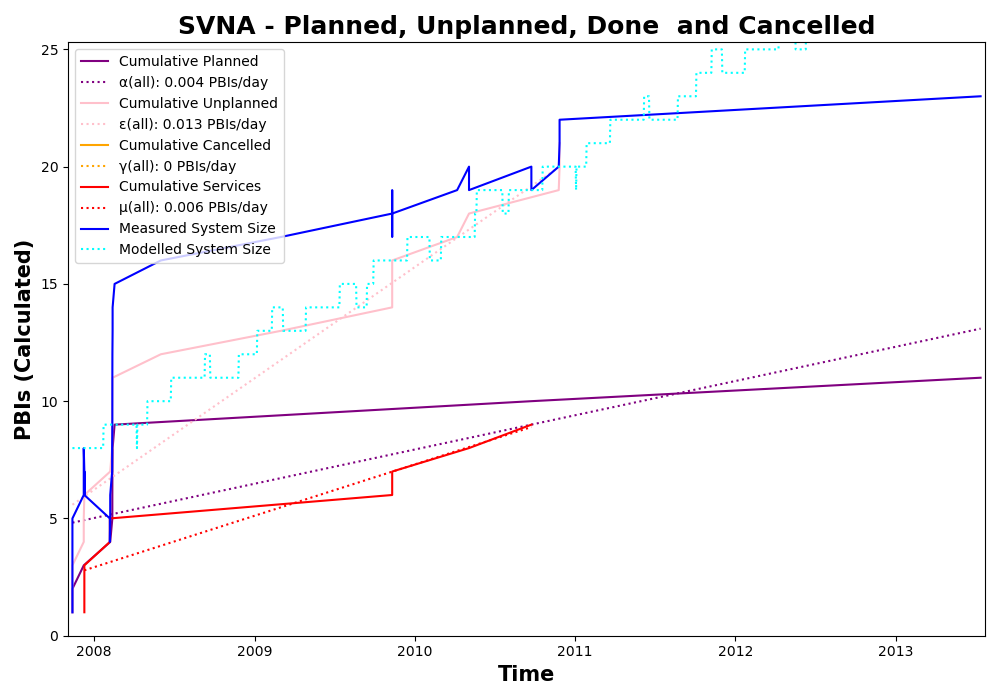 SVNA - Planned, Unplanned, Done  and Cancelled
PBIs (Calculated)
25
20
15
10
5
0
Cumulative Planned
α(all): 0.004 PBIs/day
Cumulative Unplanned
ε(all): 0.013 PBIs/day
Cumulative Cancelled
γ(all): 0 PBIs/day
Cumulative Services
μ(all): 0.006 PBIs/day
Measured System Size
Modelled System Size
2008 2009 2010 2011 2012 2013
Time